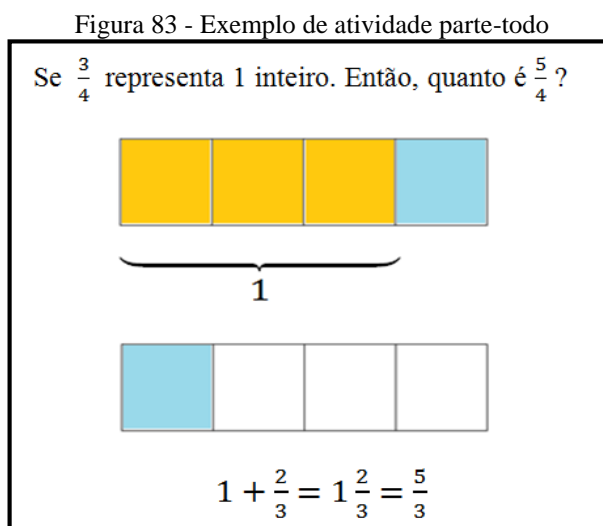 Figura 83 - Exemplo de atividade parte-todo
Se 3/4 representa 1 inteiro. Então, quanto é 5/4 ?
1
1 + 2/3 = 1 2/3 = 5/3